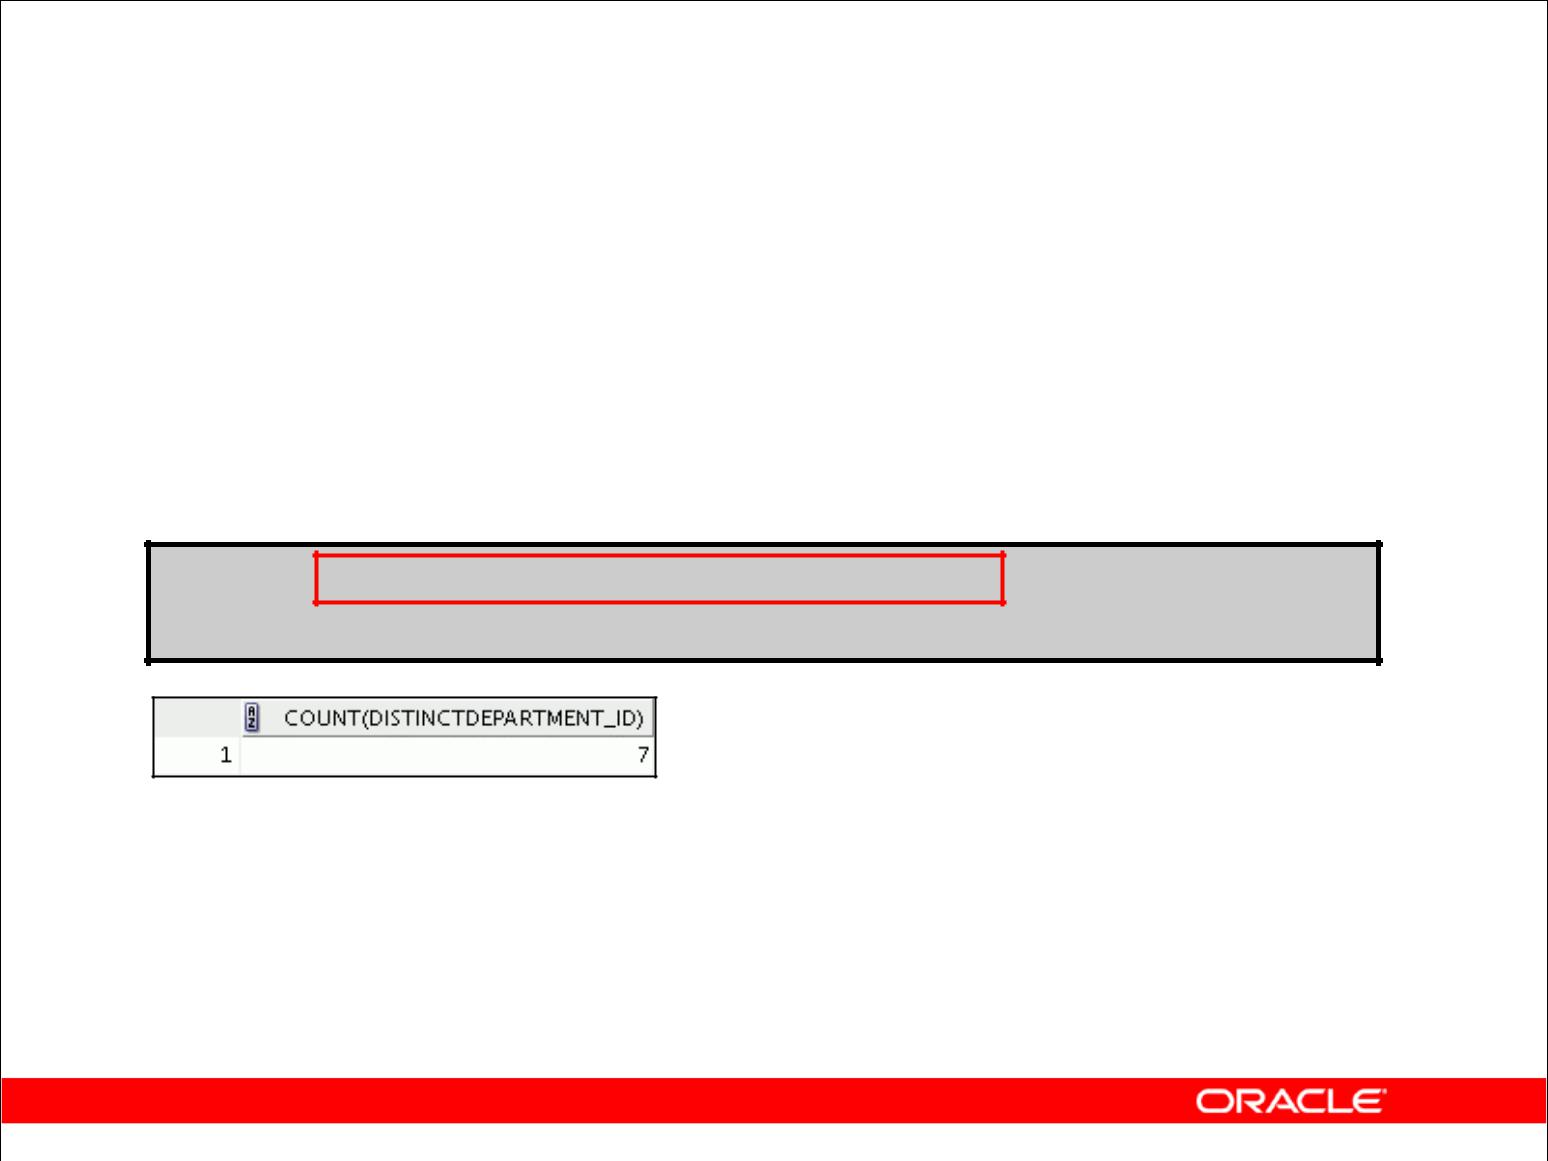 COUNT(DISTINCTDEPARTMENT_ID)
1 7
ORACLE